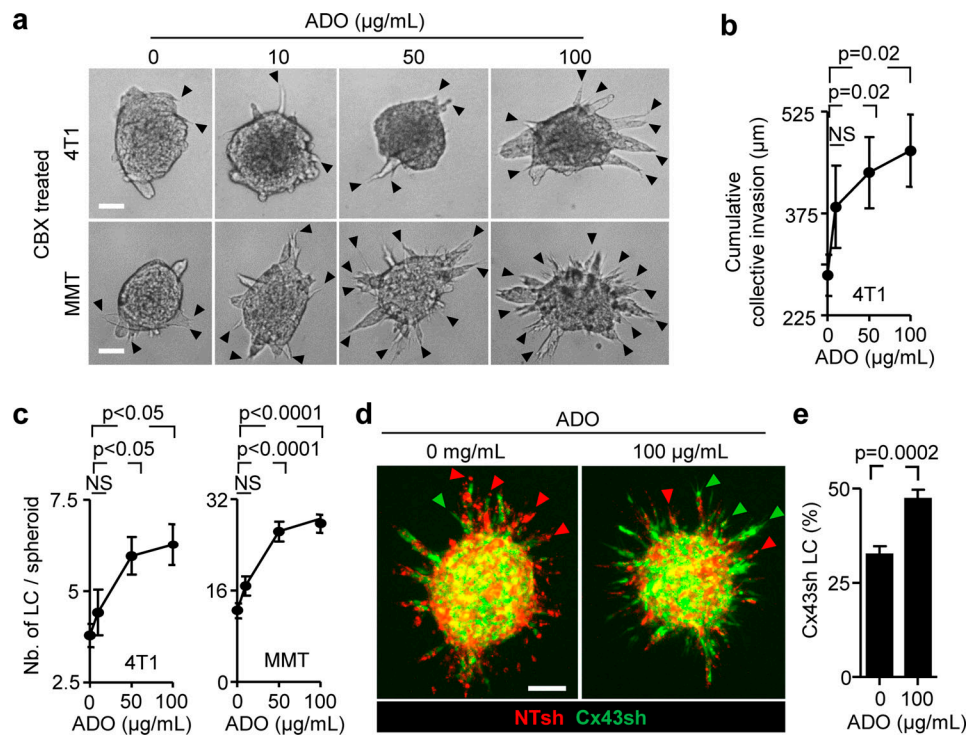 a
ADO (µg/mL)
0 10 50 100
CBX treated
4T1
MMT
b
p=0.02
p=0.02
NS
Cumulative
collective invasion (µm)
525
375
225
4T1
0 50 100
ADO (µg/mL)
c
p<0.05
p<0.05
NS
Nb. of LC / spheroid
7.5
5
2.5
4T1
0 50 100
ADO (µg/mL)
p<0.0001
p<0.0001
NS
32
16
0
MMT
0 50 100
ADO (µg/mL)
d
ADO
0 mg/mL 100 µg/mL
NTsh Cx43sh
e
p=0.0002
Cx43sh LC (%)
50
25
0
0 100
ADO (µg/mL)